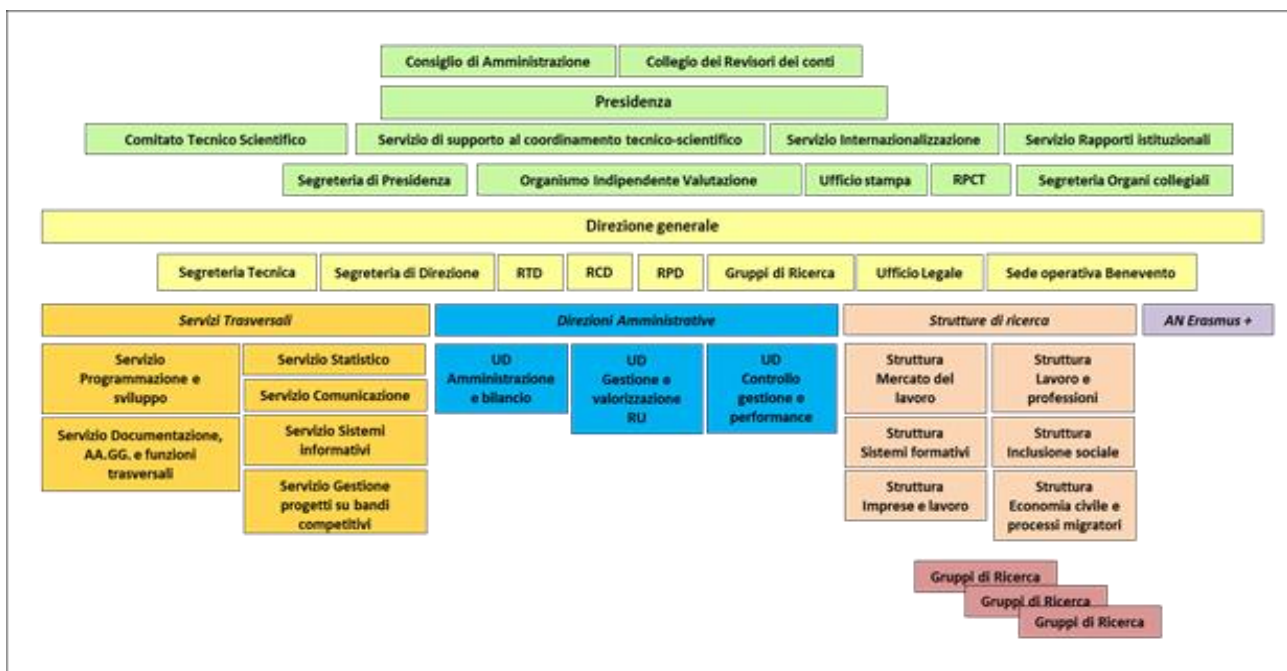 Consiglio di Amministrazione
Collegio dei Revisori dei conti
Presidenza
Comitato Tecnico Scientifico
Servizio di supporto al coordinamento tecnico-scientifico
Servizio Internazionalizzazione
Servizio Rapporti istituzionali
Segreteria di Presidenza
Organismo Indipendente Valutazione
Ufficio stampa
RPCT
Segreteria Organi collegiali
Direzione generale
Segreteria Tecnica
Segreteria di Direzione
RTD
RCD
RPD
Gruppi di Ricerca
Ufficio Legale
Sede operativa Benevento
Servizi Trasversali
Direzioni Amministrative
Strutture di ricerca
AN Erasmus +
Servizio
Programmazione e
sviluppo
Servizio Documentazione,
AA.GG. e funzioni
trasversali
Servizio Statistico
Servizio Comunicazione
Servizio Sistemi
informativi
Servizio Gestione
progetti su bandi
competitivi
UD
Amministrazione
e bilancio
UD
Gestione e
valorizzazione
RU
UD
Controllo
gestione e
performance
Struttura
Mercato del
lavoro
Struttura
Sistemi formativi
Struttura
Imprese e lavoro
Struttura
Lavoro e
professioni
Struttura
Inclusione sociale
Struttura
Economia civile e
processi migratori
Gruppi di Ricerca
Gruppi di Ricerca
Gruppi di Ricerca